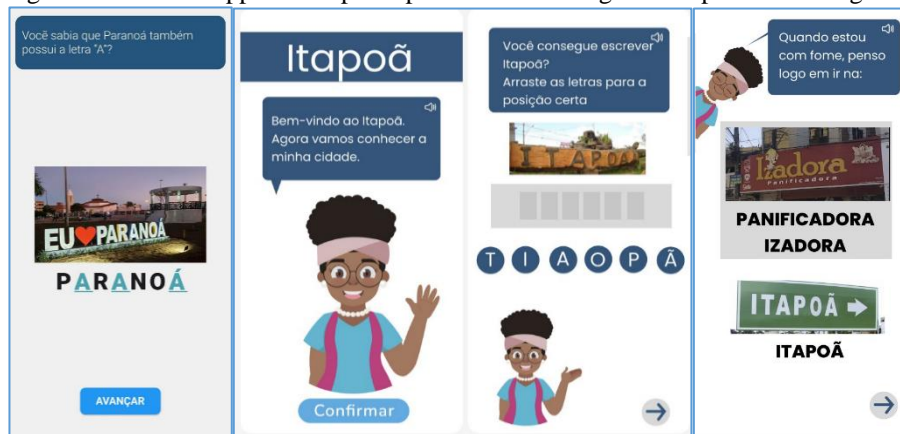 Você sabia que Paranoá também
possui a letra "A"?
EU PARANOÁ
PARANOÁ
AVANÇAR
Itapoã
Bem-vindo ao Itapoã.
Agora vamos conhecer a
minha cidade.
Confirmar
Você consegue escrever
Itapoã?
Arraste as letras para a
posição certa
ITAPOÃ
T I A O P Ã
Quando estou
com fome, penso
logo em ir na:
Izadora
Panificadora
PANIFICADORA
IZADORA
ITAPOÃ
ITAPOÃ